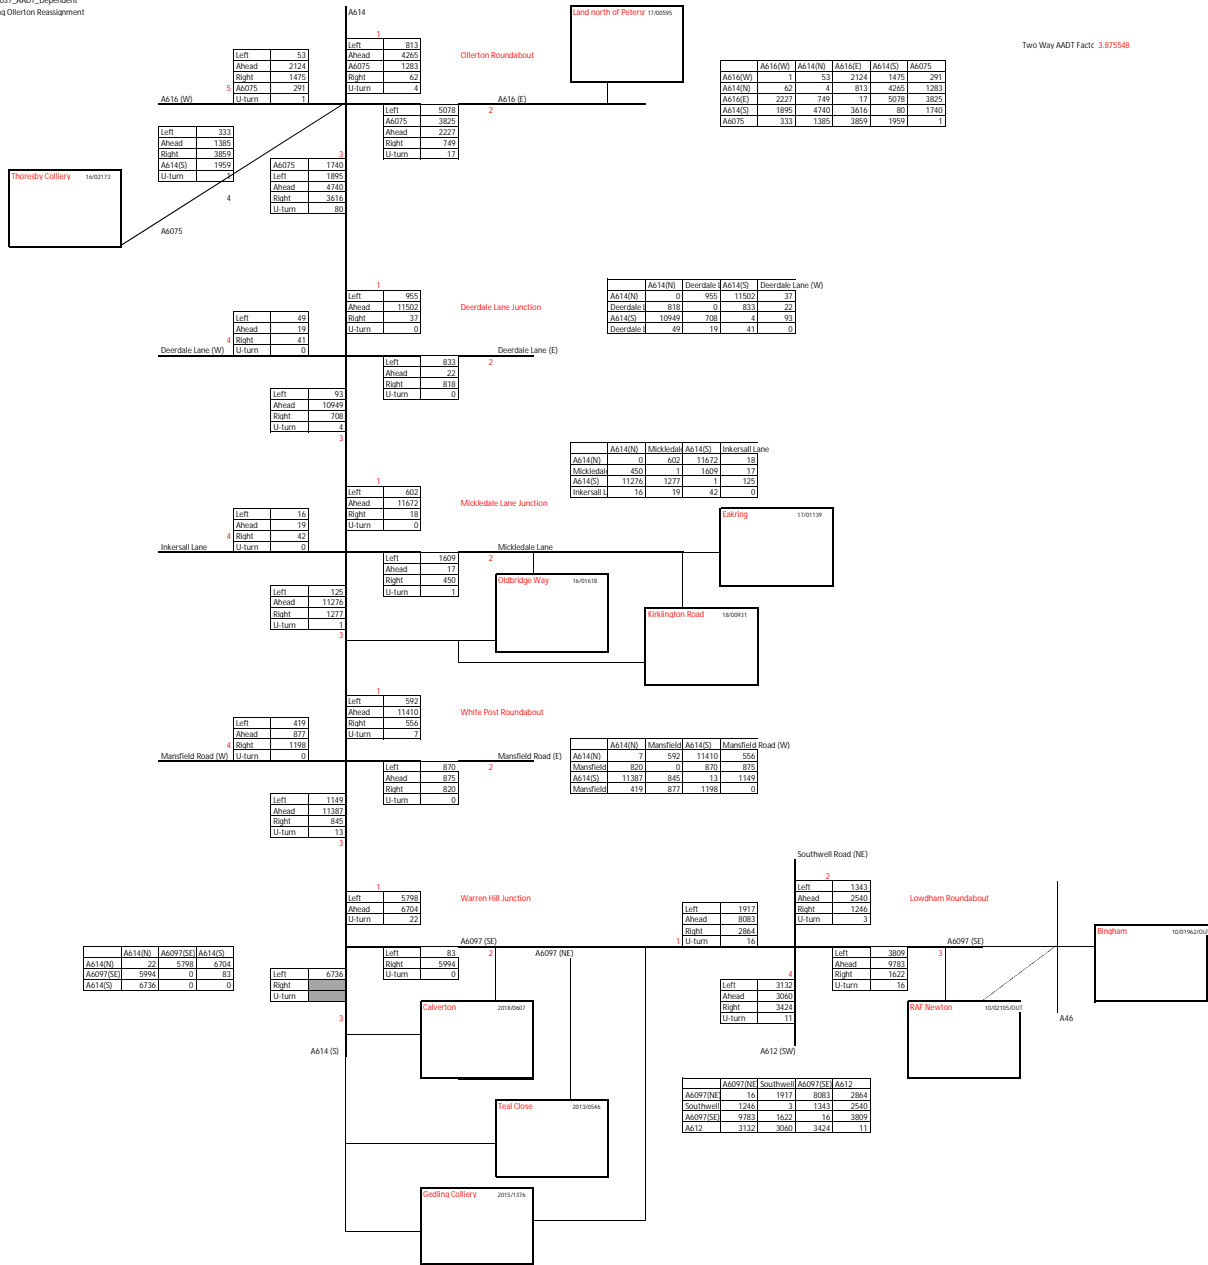 g Ollerton Reassignment
A614
Land north of Petersr 17/00595
Two Way AADT Factc 3.875548
1
Left 813
Ahead 4265
A6075 1283
Right 62
U-turn 4
Ollerton Roundabout
Left 53
Ahead 2124
Right 1475
5 A6075 291
U-turn 1
A616 (W)
A616 (E)
A616(W) A614(N) A616(E) A614(S) A6075
A616(W) 1 53 2124 1475 291
A614(N) 62 4 813 4265 1283
A616(E) 2227 749 17 5078 3825
A614(S) 1895 4740 3616 80 1740
A6075 333 1385 3859 1959 1
Left 5078
A6075 3825
Ahead 2227
Right 749
U-turn 17
2
Left 333
Ahead 1385
Right 3859
A614(S) 1959
U-turn 1
4
3
A6075 1740
Left 1895
Ahead 4740
Right 3616
U-turn 80
Thoresby Colliery 16/02173
A6075
1
Left 955
Ahead 11502
Right 37
U-turn 0
Deerdale Lane Junction
A614(N) Deerdale L A614(S) Deerdale Lane (W)
A614(N) 0 955 11502 37
Deerdale L 818 0 833 22
A614(S) 10949 708 4 93
Deerdale L 49 19 41 0
Left 49
Ahead 19
4 Right 41
U-turn 0
Deerdale Lane (W)
Deerdale Lane (E)
Left 833
Ahead 22
Right 818
U-turn 0
2
Left 93
Ahead 10949
Right 708
U-turn 4
3
A614(N) Mickledale A614(S) Inkersall Lane
A614(N) 0 602 11672 18
Mickledale 450 1 1609 17
A614(S) 11276 1277 1 125
Inkersall L 16 19 42 0
1
Left 602
Ahead 11672
Right 18
U-turn 0
Mickledale Lane Junction
Left 16
Ahead 19
4 Right 42
U-turn 0
Inkersall Lane
Mickledale Lane
Eakring 17/01139
Left 1609
Ahead 17
Right 450
U-turn 1
2
Oldbridge Way 16/01618
Left 125
Ahead 11276
Right 1277
U-turn 1
3
Kirklington Road 18/00931
1
Left 592
Ahead 11410
Right 556
U-turn 7
White Post Roundabout
Left 419
Ahead 877
4 Right 1198
U-turn 0
Mansfield Road (W)
Mansfield Road (E)
A614(N) Mansfield A614(S) Mansfield Road (W)
A614(N) 7 592 11410 556
Mansfield 820 0 870 875
A614(S) 11387 845 13 1149
Mansfield 419 877 1198 0
Left 870
Ahead 875
Right 820
U-turn 0
2
Left 1149
Ahead 11387
Right 845
U-turn 13
3
Southwell Road (NE)
1
Left 5798
Ahead 6704
U-turn 22
Warren Hill Junction
2
Left 1343
Ahead 2540
Right 1246
U-turn 3
Lowdham Roundabout
Left 1917
Ahead 8083
Right 2864
1 U-turn 16
A6097 (SE)
A6097 (NE)
A6097 (SE)
Bingham 10/01962/OUT
A614(N) A6097(SE) A614(S)
A614(N) 22 5798 6704
A6097(SE) 5994 0 83
A614(S) 6736 0 0
Left 83
Right 5994
U-turn 0
2
Left 6736
Right
U-turn
3
Left 3809
Ahead 9783
Right 1622
U-turn 16
3
4
Left 3132
Ahead 3060
Right 3424
U-turn 11
Calverton 2018/0607
RAF Newton 10/02105/OUT
A46
A614 (S)
A612 (SW)
A6097(NE) Southwell A6097(SE) A612
A6097(NE) 16 1917 8083 2864
Southwell 1246 3 1343 2540
A6097(SE) 9783 1622 16 3809
A612 3132 3060 3424 11
Teal Close 2013/0546
Gedling Colliery 2015/1376